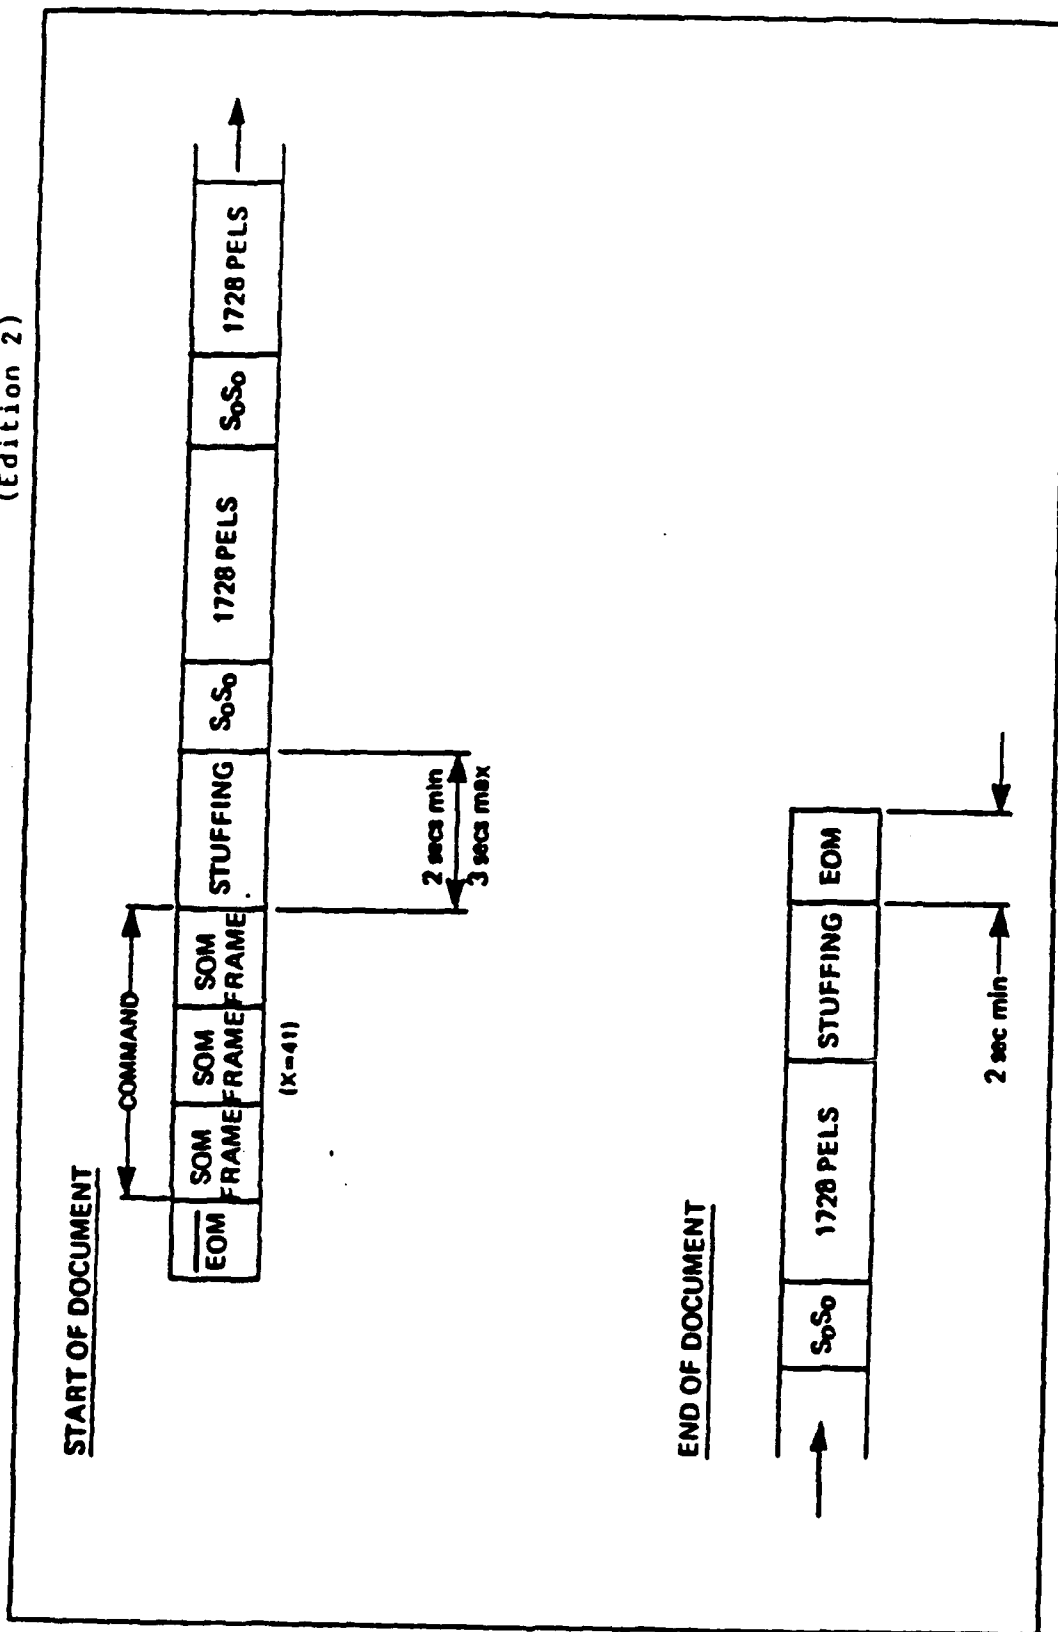 (Edition 2)
START OF DOCUMENT
COMMAND
EOM
SOM FRAME
SOM FRAME
SOM FRAME
STUFFING
S₀S₀
1728 PELS
S₀S₀
1728 PELS
(X=41)
2 secs min
3 secs max
END OF DOCUMENT
S₀S₀
1728 PELS
STUFFING
EOM
2 sec min